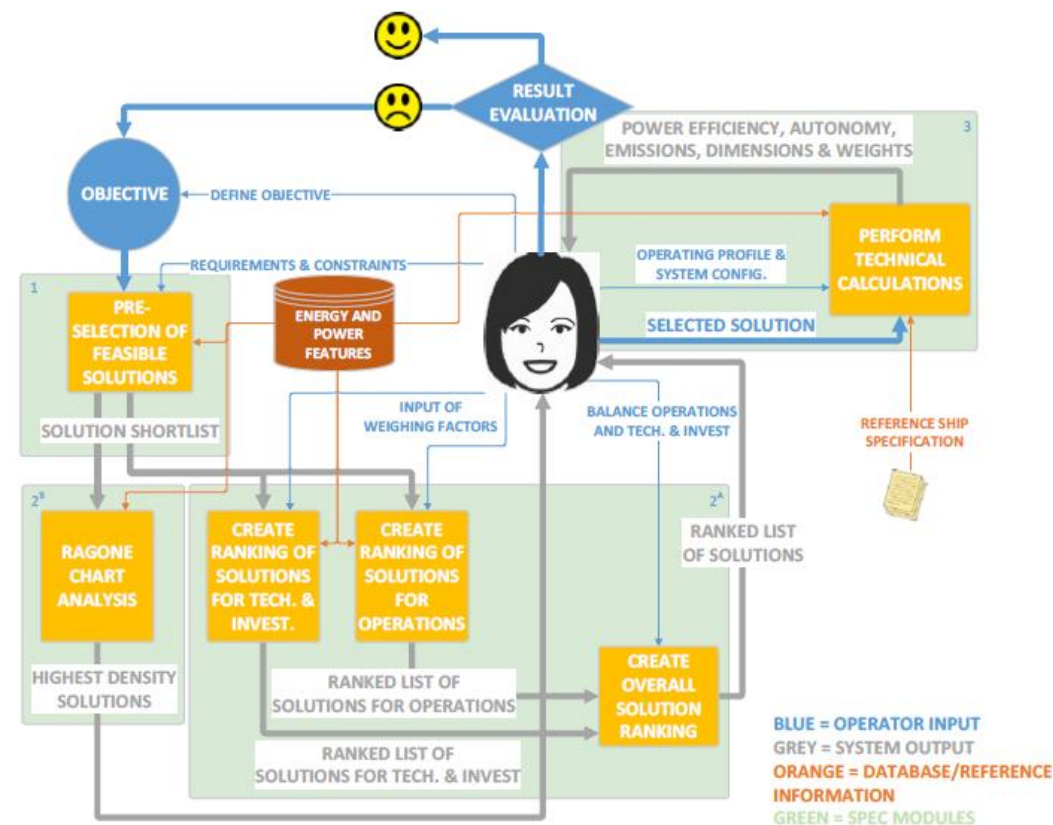 RESULT
EVALUATION
POWER EFFICIENCY, AUTONOMY,
EMISSIONS, DIMENSIONS & WEIGHTS
3
OBJECTIVE
DEFINE OBJECTIVE
PERFORM
TECHNICAL
CALCULATIONS
OPERATING PROFILE &
SYSTEM CONFIG.
REQUIREMENTS & CONSTRAINTS
1
PRE-
SELECTION OF
FEASIBLE
SOLUTIONS
ENERGY AND
POWER
FEATURES
SELECTED SOLUTION
SOLUTION SHORTLIST
INPUT OF
WEIGHING FACTORS
BALANCE OPERATIONS
AND TECH. & INVEST
REFERENCE SHIP
SPECIFICATION
2B
RAGONE
CHART
ANALYSIS
CREATE
RANKING OF
SOLUTIONS
FOR TECH. &
INVEST.
CREATE
RANKING OF
SOLUTIONS
FOR
OPERATIONS
2A
RANKED LIST
OF SOLUTIONS
HIGHEST DENSITY
SOLUTIONS
RANKED LIST OF
SOLUTIONS FOR OPERATIONS
CREATE
OVERALL
SOLUTION
RANKING
RANKED LIST OF
SOLUTIONS FOR TECH. & INVEST
BLUE = OPERATOR INPUT
GREY = SYSTEM OUTPUT
ORANGE = DATABASE/REFERENCE
INFORMATION
GREEN = SPEC MODULES